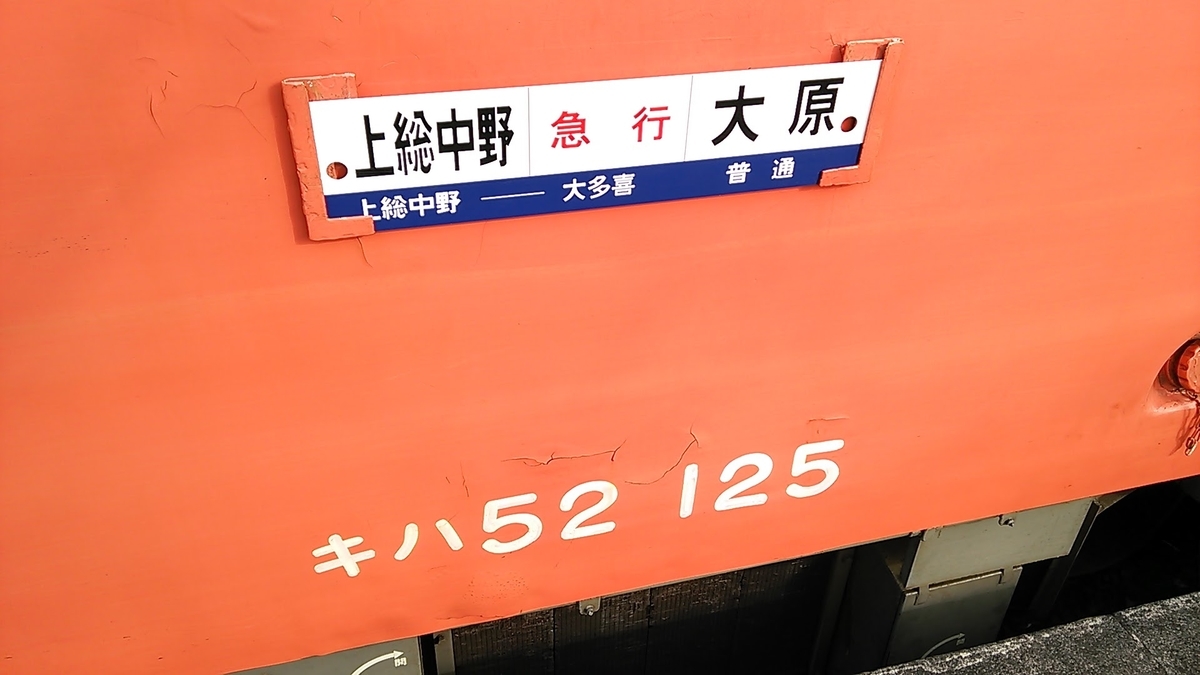 上総中野 急行 大原
上総中野 ── 大多喜 普通
キハ52 125
開